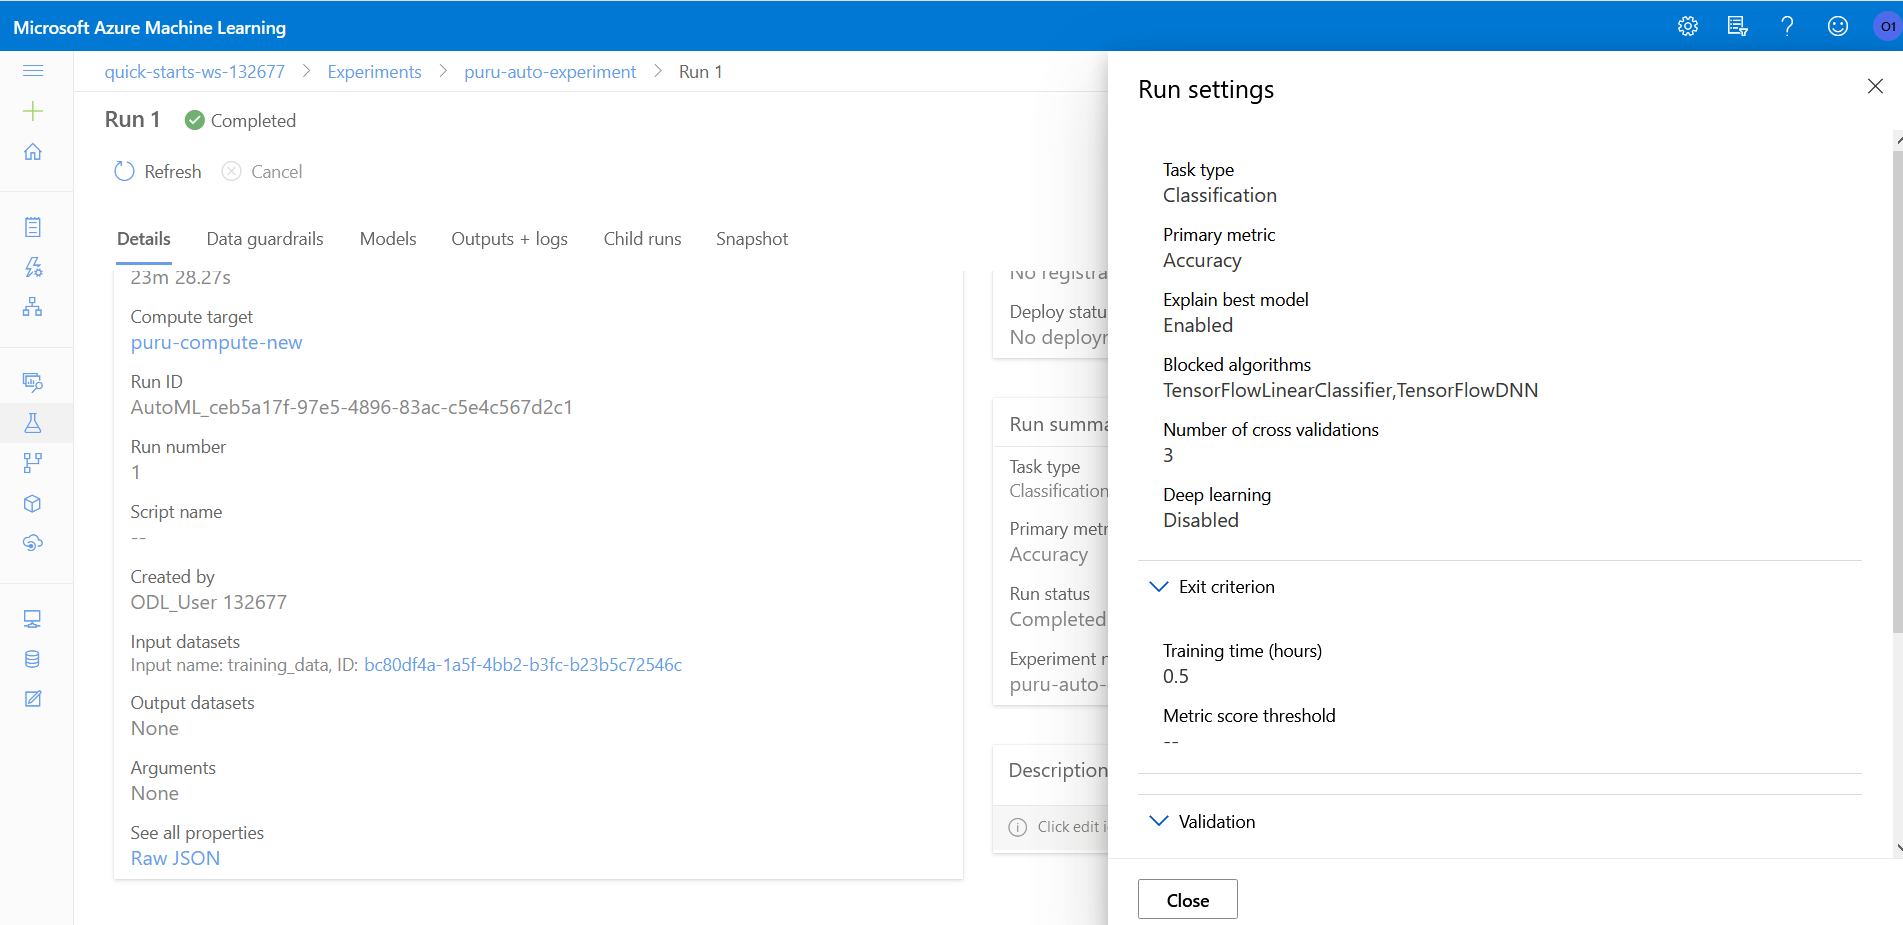 Microsoft Azure Machine Learning
O1
quick-starts-ws-132677 > Experiments > puru-auto-experiment > Run 1
Run 1 Completed
Refresh Cancel
Details Data guardrails Models Outputs + logs Child runs Snapshot
23m 28.27s
Compute target
puru-compute-new
Run ID
AutoML_ceb5a17f-97e5-4896-83ac-c5e4c567d2c1
Run number
1
Script name
--
Created by
ODL_User 132677
Input datasets
Input name: training_data, ID: bc80df4a-1a5f-4bb2-b3fc-b23b5c72546c
Output datasets
None
Arguments
None
See all properties
Raw JSON
No registra
Deploy statu
No deployr
Run summa
Task type
Classification
Primary metr
Accuracy
Run status
Completed
Experiment n
puru-auto-
Description
Click edit i
Run settings
Task type
Classification
Primary metric
Accuracy
Explain best model
Enabled
Blocked algorithms
TensorFlowLinearClassifier,TensorFlowDNN
Number of cross validations
3
Deep learning
Disabled
Exit criterion
Training time (hours)
0.5
Metric score threshold
--
Validation
Close